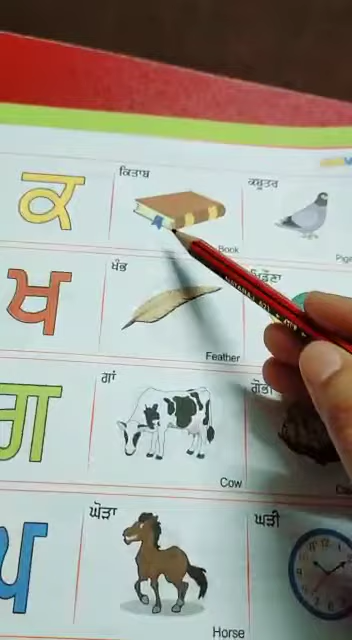 ਕ
ਕਿਤਾਬ
Book
ਕਬੂਤਰ
ਖ
ਖੰਭ
Feather
ਗ
ਗਾਂ
Cow
ਗੋਭੀ
ਘੋੜਾ
Horse
ਘੜੀ